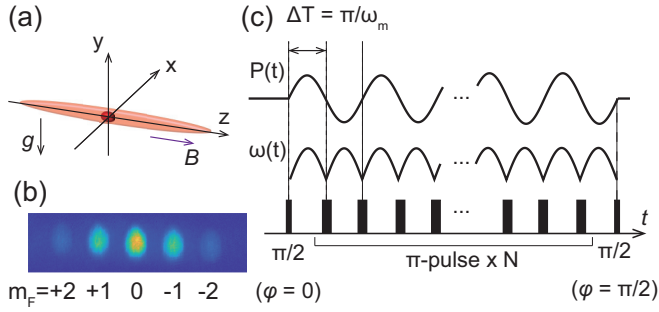 (a)
y
x
z
g
B
(b)
m_F=+2 +1 0 -1 -2
(c)
ΔT = π/ω_m
P(t)
...
ω(t)
...
...
t
π/2
π/2
π-pulse x N
(φ = 0)
(φ = π/2)